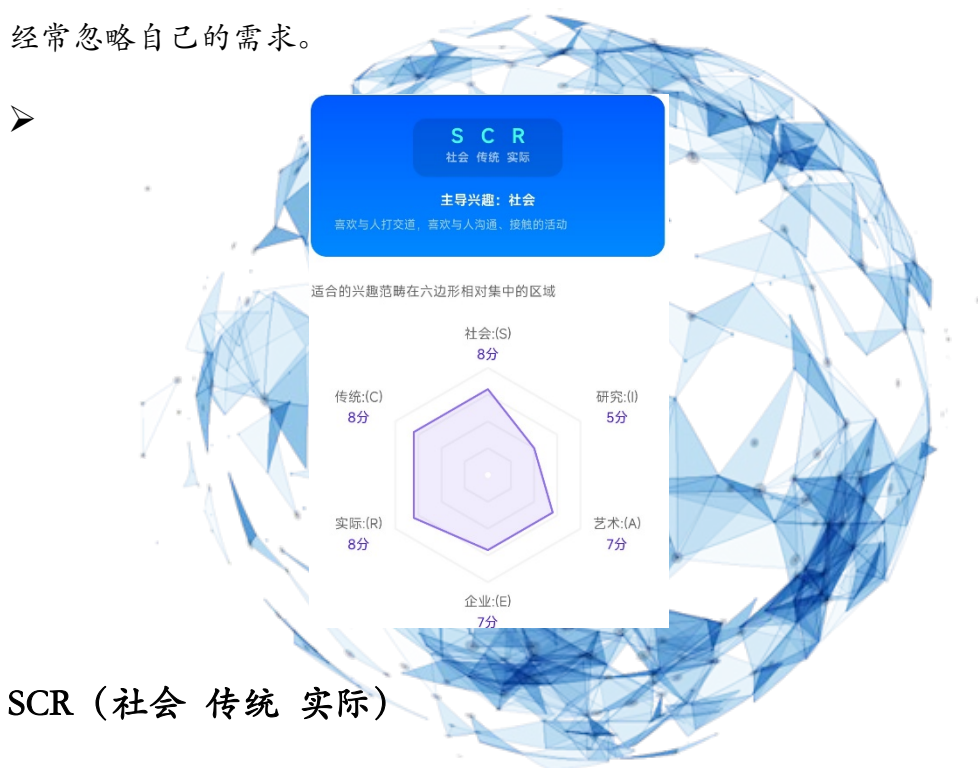 经常忽略自己的需求。
➢
S C R
社会 传统 实际
主导兴趣：社会
喜欢与人打交道，喜欢与人沟通、接触的活动
适合的兴趣范畴在六边形相对集中的区域
社会:(S)
8分
传统:(C)
8分
研究:(I)
5分
实际:(R)
8分
艺术:(A)
7分
企业:(E)
7分
SCR（社会 传统 实际）